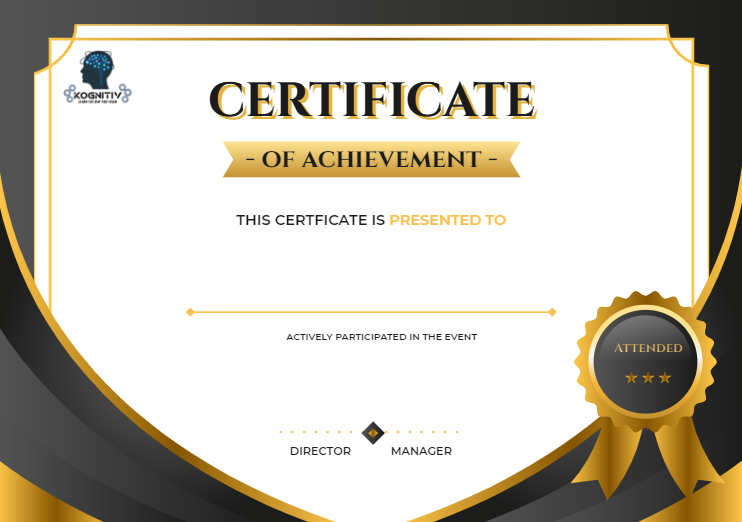 KOGNITIV
LEARN THE WAY YOU THINK
CERTIFICATE
- OF ACHIEVEMENT -
THIS CERTFICATE IS PRESENTED TO
ACTIVELY PARTICIPATED IN THE EVENT
ATTENDED
DIRECTOR MANAGER